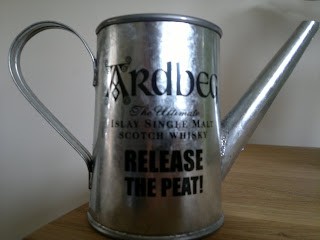 ARDBEG
The Ultimate
ISLAY SINGLE MALT
SCOTCH WHISKY
RELEASE
THE PEAT!